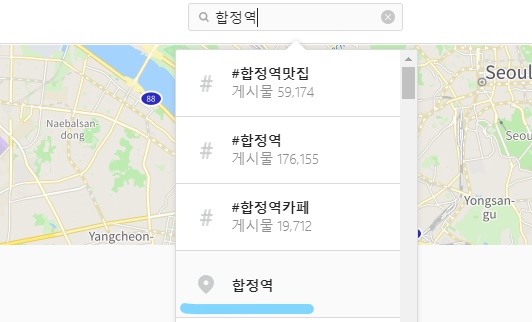 합정역
#합정역맛집
게시물 59,174
#합정역
게시물 176,155
#합정역카페
게시물 19,712
합정역
88
Naebalsan-
dong
Yangcheon-
Seoul
Yongsan-
gu